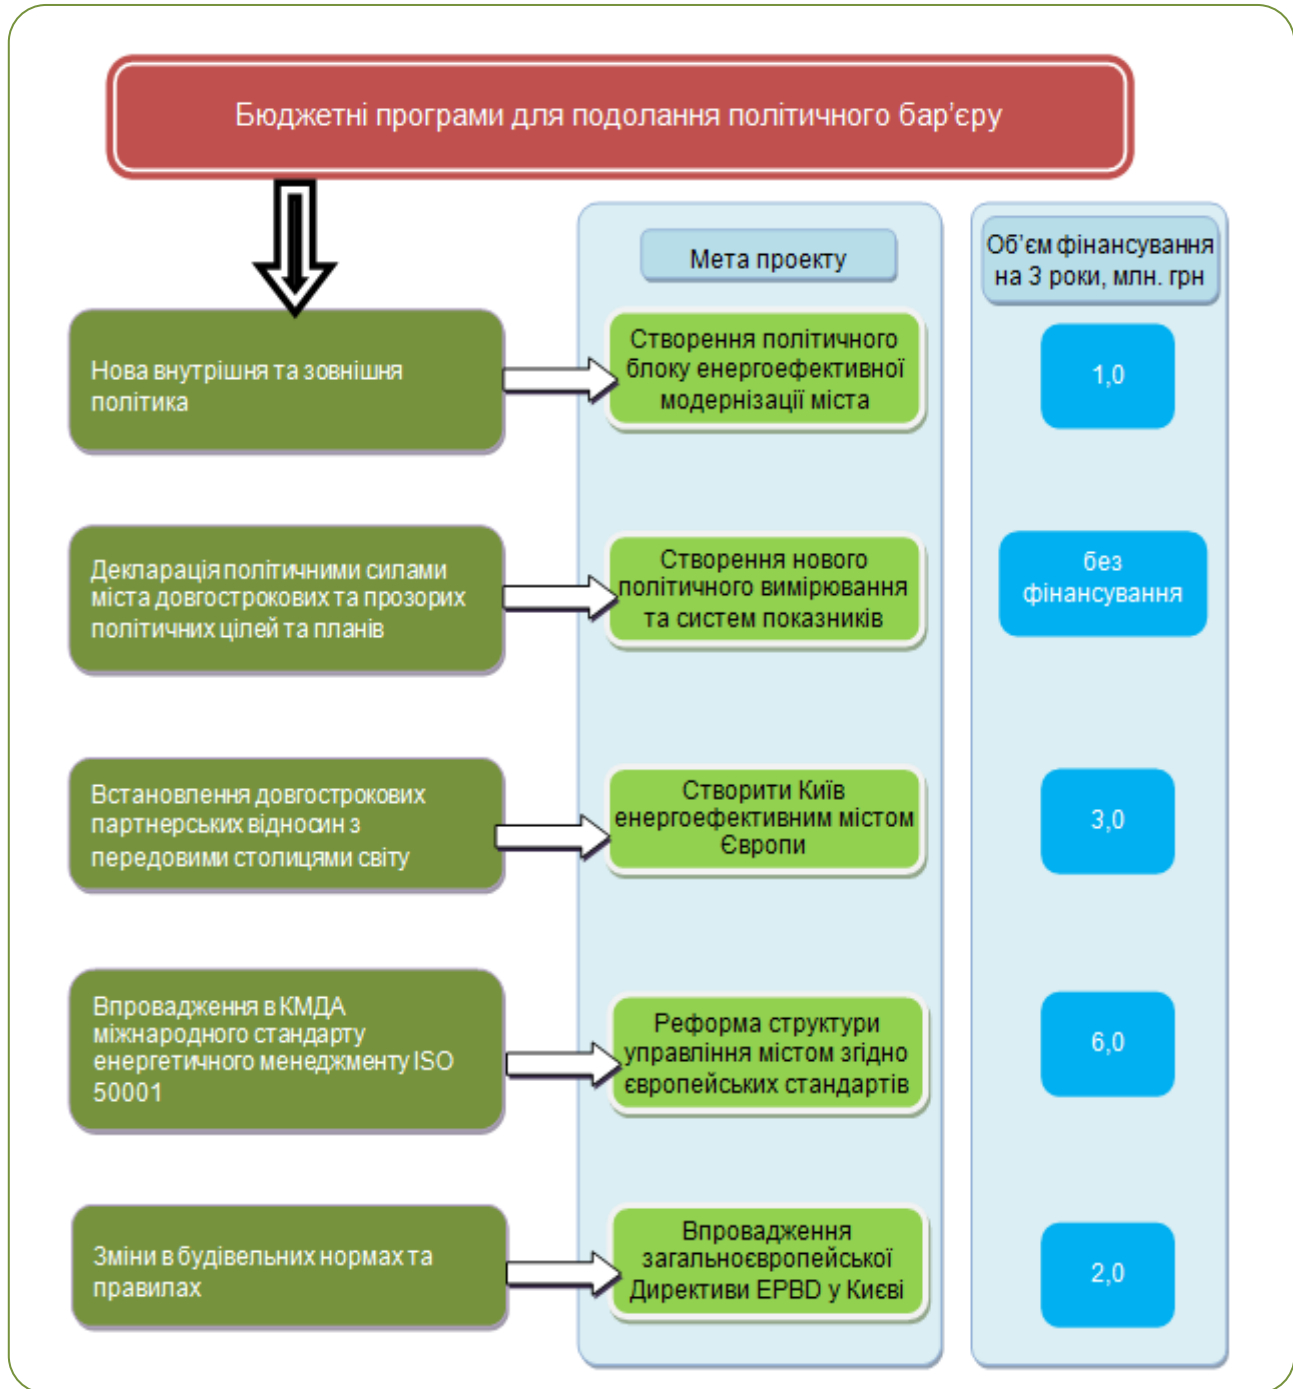 Бюджетні програми для подолання політичного бар’єру
Мета проекту
Об’єм фінансування
на 3 роки, млн. грн
Нова внутрішня та зовнішня
політика
Створення політичного
блоку енергоефективної
модернізації міста
1,0
Декларація політичними силами
міста довгострокових та прозорих
політичних цілей та планів
Створення нового
політичного вимірювання
та систем показників
без
фінансування
Встановлення довгострокових
партнерських відносин з
передовими столицями світу
Створити Київ
енергоефективним містом
Європи
3,0
Впровадження в КМДА
міжнародного стандарту
енергетичного менеджменту ISO
50001
Реформа структури
управління містом згідно
європейських стандартів
6,0
Зміни в будівельних нормах та
правилах
Впровадження
загальноєвропейської
Директиви EPBD у Києві
2,0